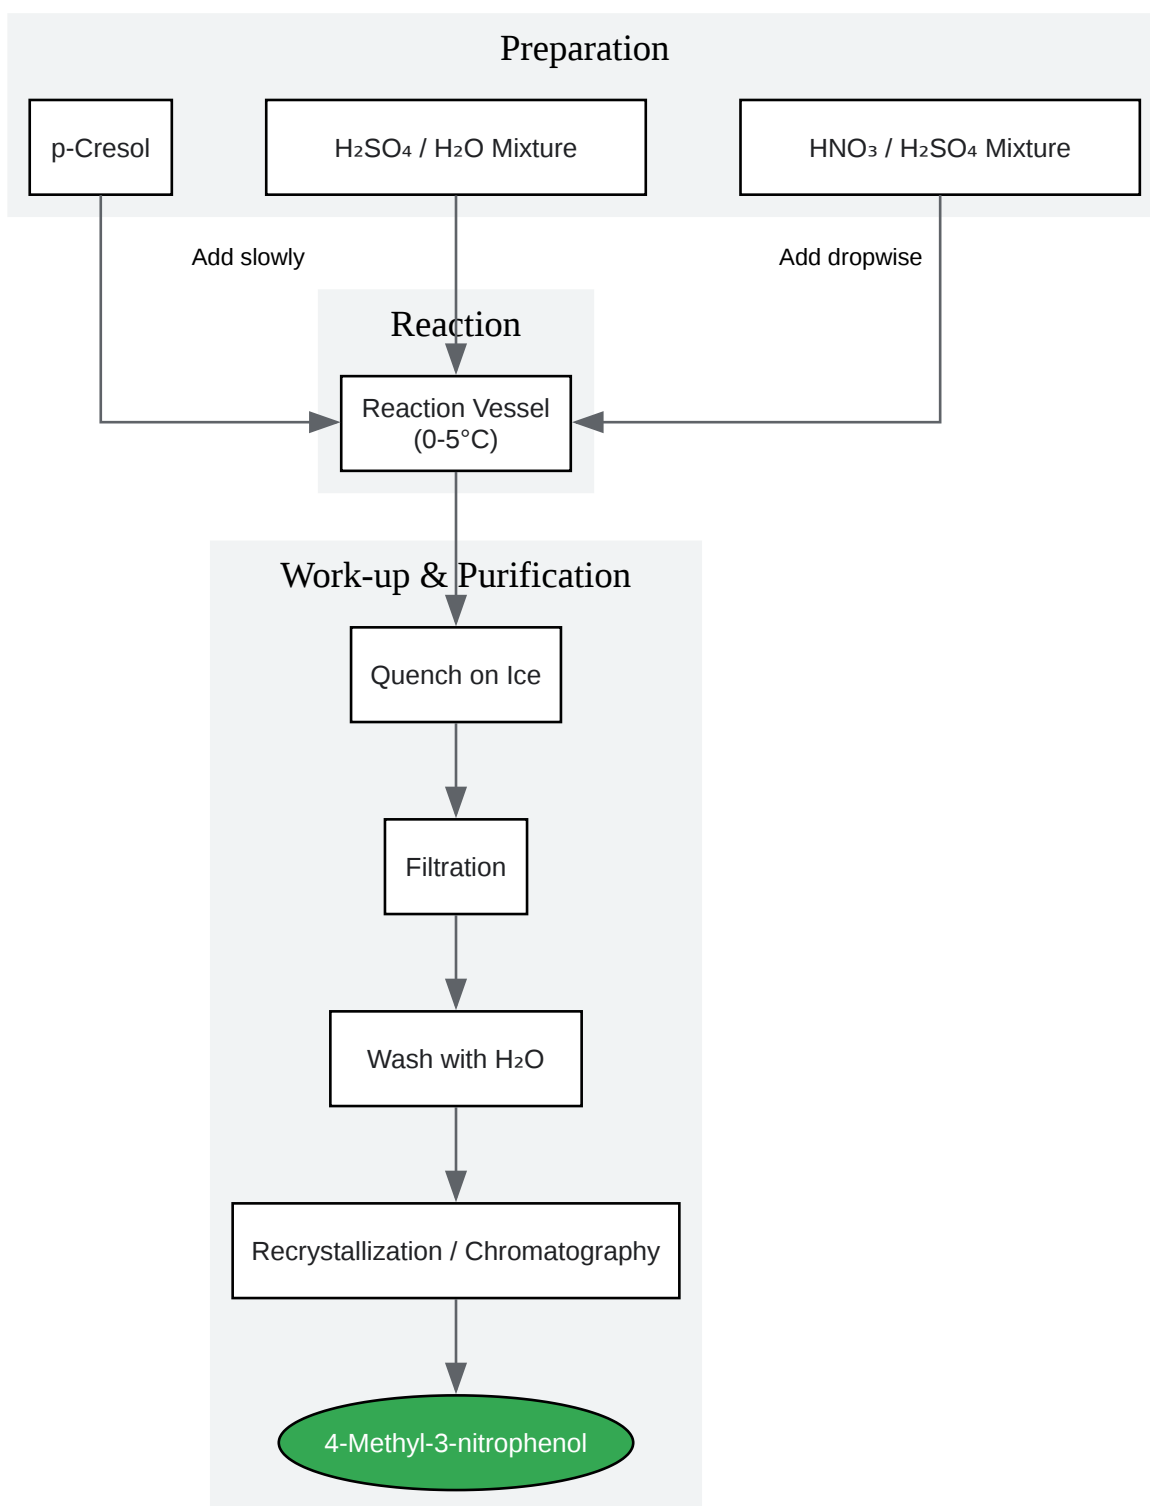 Preparation
p-Cresol
H₂SO₄ / H₂O Mixture
HNO₃ / H₂SO₄ Mixture
Add slowly
Add dropwise
Reaction
Reaction Vessel
(0-5°C)
Work-up & Purification
Quench on Ice
Filtration
Wash with H₂O
Recrystallization / Chromatography
4-Methyl-3-nitrophenol